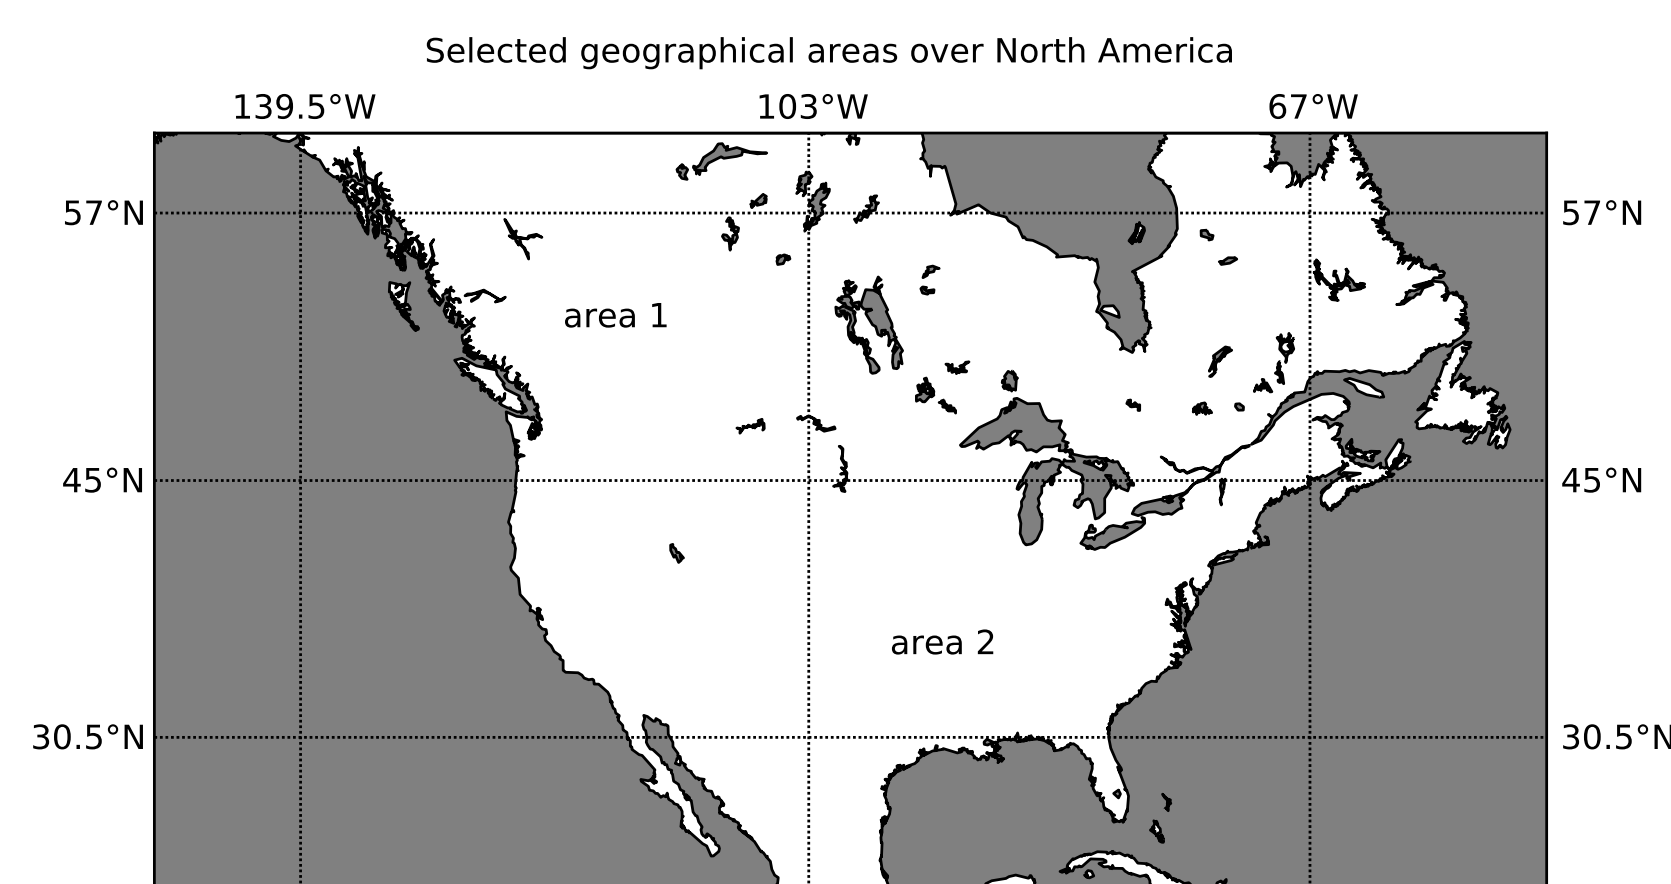 Selected geographical areas over North America
139.5°W 103°W 67°W
57°N 57°N
area 1
45°N 45°N
area 2
30.5°N 30.5°N